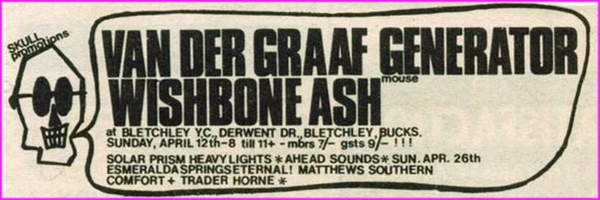 SKULL
promotions
VAN DER GRAAF GENERATOR
mouse
WISHBONE ASH
at BLETCHLEY Y.C., DERWENT DR., BLETCHLEY, BUCKS.
SUNDAY, APRIL 12th-8 till 11+ - mbrs 7/- gsts 9/- !!!
SOLAR PRISM HEAVY LIGHTS * AHEAD SOUNDS * SUN. APR. 26th
ESMERALDA SPRINGS ETERNAL! MATTHEWS SOUTHERN
COMFORT + TRADER HORNE *